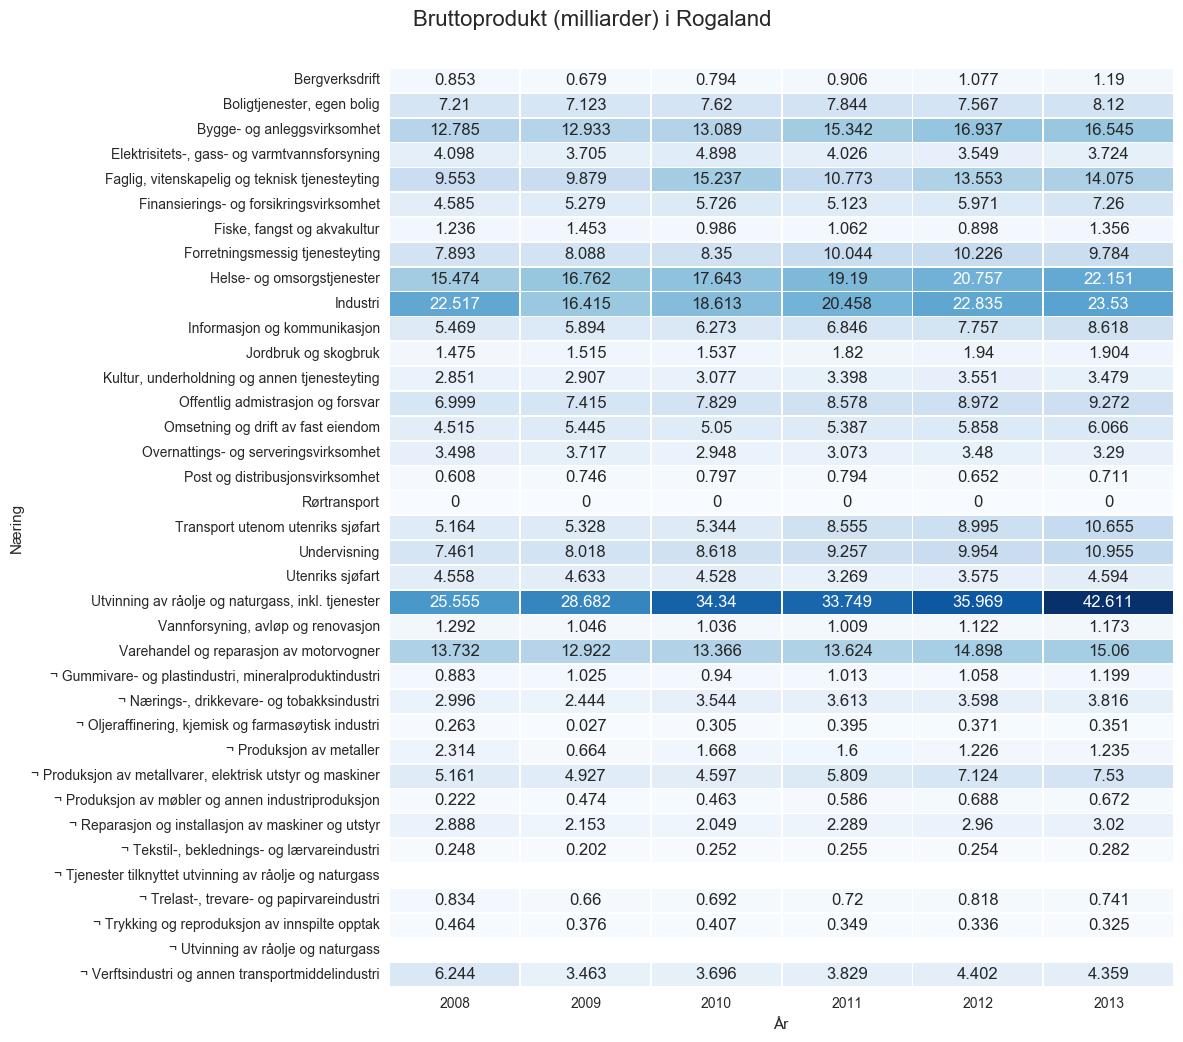 Bruttoprodukt (milliarder) i Rogaland
Bergverksdrift 0.853 0.679 0.794 0.906 1.077 1.19
Boligtjenester, egen bolig 7.21 7.123 7.62 7.844 7.567 8.12
Bygge- og anleggsvirksomhet 12.785 12.933 13.089 15.342 16.937 16.545
Elektrisitets-, gass- og varmtvannsforsyning 4.098 3.705 4.898 4.026 3.549 3.724
Faglig, vitenskapelig og teknisk tjenesteyting 9.553 9.879 15.237 10.773 13.553 14.075
Finansierings- og forsikringsvirksomhet 4.585 5.279 5.726 5.123 5.971 7.26
Fiske, fangst og akvakultur 1.236 1.453 0.986 1.062 0.898 1.356
Forretningsmessig tjenesteyting 7.893 8.088 8.35 10.044 10.226 9.784
Helse- og omsorgstjenester 15.474 16.762 17.643 19.19 20.757 22.151
Industri 22.517 16.415 18.613 20.458 22.835 23.53
Informasjon og kommunikasjon 5.469 5.894 6.273 6.846 7.757 8.618
Jordbruk og skogbruk 1.475 1.515 1.537 1.82 1.94 1.904
Kultur, underholdning og annen tjenesteyting 2.851 2.907 3.077 3.398 3.551 3.479
Offentlig admistrasjon og forsvar 6.999 7.415 7.829 8.578 8.972 9.272
Omsetning og drift av fast eiendom 4.515 5.445 5.05 5.387 5.858 6.066
Overnattings- og serveringsvirksomhet 3.498 3.717 2.948 3.073 3.48 3.29
Post og distribusjonsvirksomhet 0.608 0.746 0.797 0.794 0.652 0.711
Rørtransport 0 0 0 0 0 0
Transport utenom utenriks sjøfart 5.164 5.328 5.344 8.555 8.995 10.655
Undervisning 7.461 8.018 8.618 9.257 9.954 10.955
Utenriks sjøfart 4.558 4.633 4.528 3.269 3.575 4.594
Utvinning av råolje og naturgass, inkl. tjenester 25.555 28.682 34.34 33.749 35.969 42.611
Vannforsyning, avløp og renovasjon 1.292 1.046 1.036 1.009 1.122 1.173
Varehandel og reparasjon av motorvogner 13.732 12.922 13.366 13.624 14.898 15.06
¬ Gummivare- og plastindustri, mineralproduktindustri 0.883 1.025 0.94 1.013 1.058 1.199
¬ Nærings-, drikkevare- og tobakksindustri 2.996 2.444 3.544 3.613 3.598 3.816
¬ Oljeraffinering, kjemisk og farmasøytisk industri 0.263 0.027 0.305 0.395 0.371 0.351
¬ Produksjon av metaller 2.314 0.664 1.668 1.6 1.226 1.235
¬ Produksjon av metallvarer, elektrisk utstyr og maskiner 5.161 4.927 4.597 5.809 7.124 7.53
¬ Produksjon av møbler og annen industriproduksjon 0.222 0.474 0.463 0.586 0.688 0.672
¬ Reparasjon og installasjon av maskiner og utstyr 2.888 2.153 2.049 2.289 2.96 3.02
¬ Tekstil-, beklednings- og lærvareindustri 0.248 0.202 0.252 0.255 0.254 0.282
¬ Tjenester tilknyttet utvinning av råolje og naturgass
¬ Trelast-, trevare- og papirvareindustri 0.834 0.66 0.692 0.72 0.818 0.741
¬ Trykking og reproduksjon av innspilte opptak 0.464 0.376 0.407 0.349 0.336 0.325
¬ Utvinning av råolje og naturgass
¬ Verftsindustri og annen transportmiddelindustri 6.244 3.463 3.696 3.829 4.402 4.359
2008 2009 2010 2011 2012 2013
År
Næring